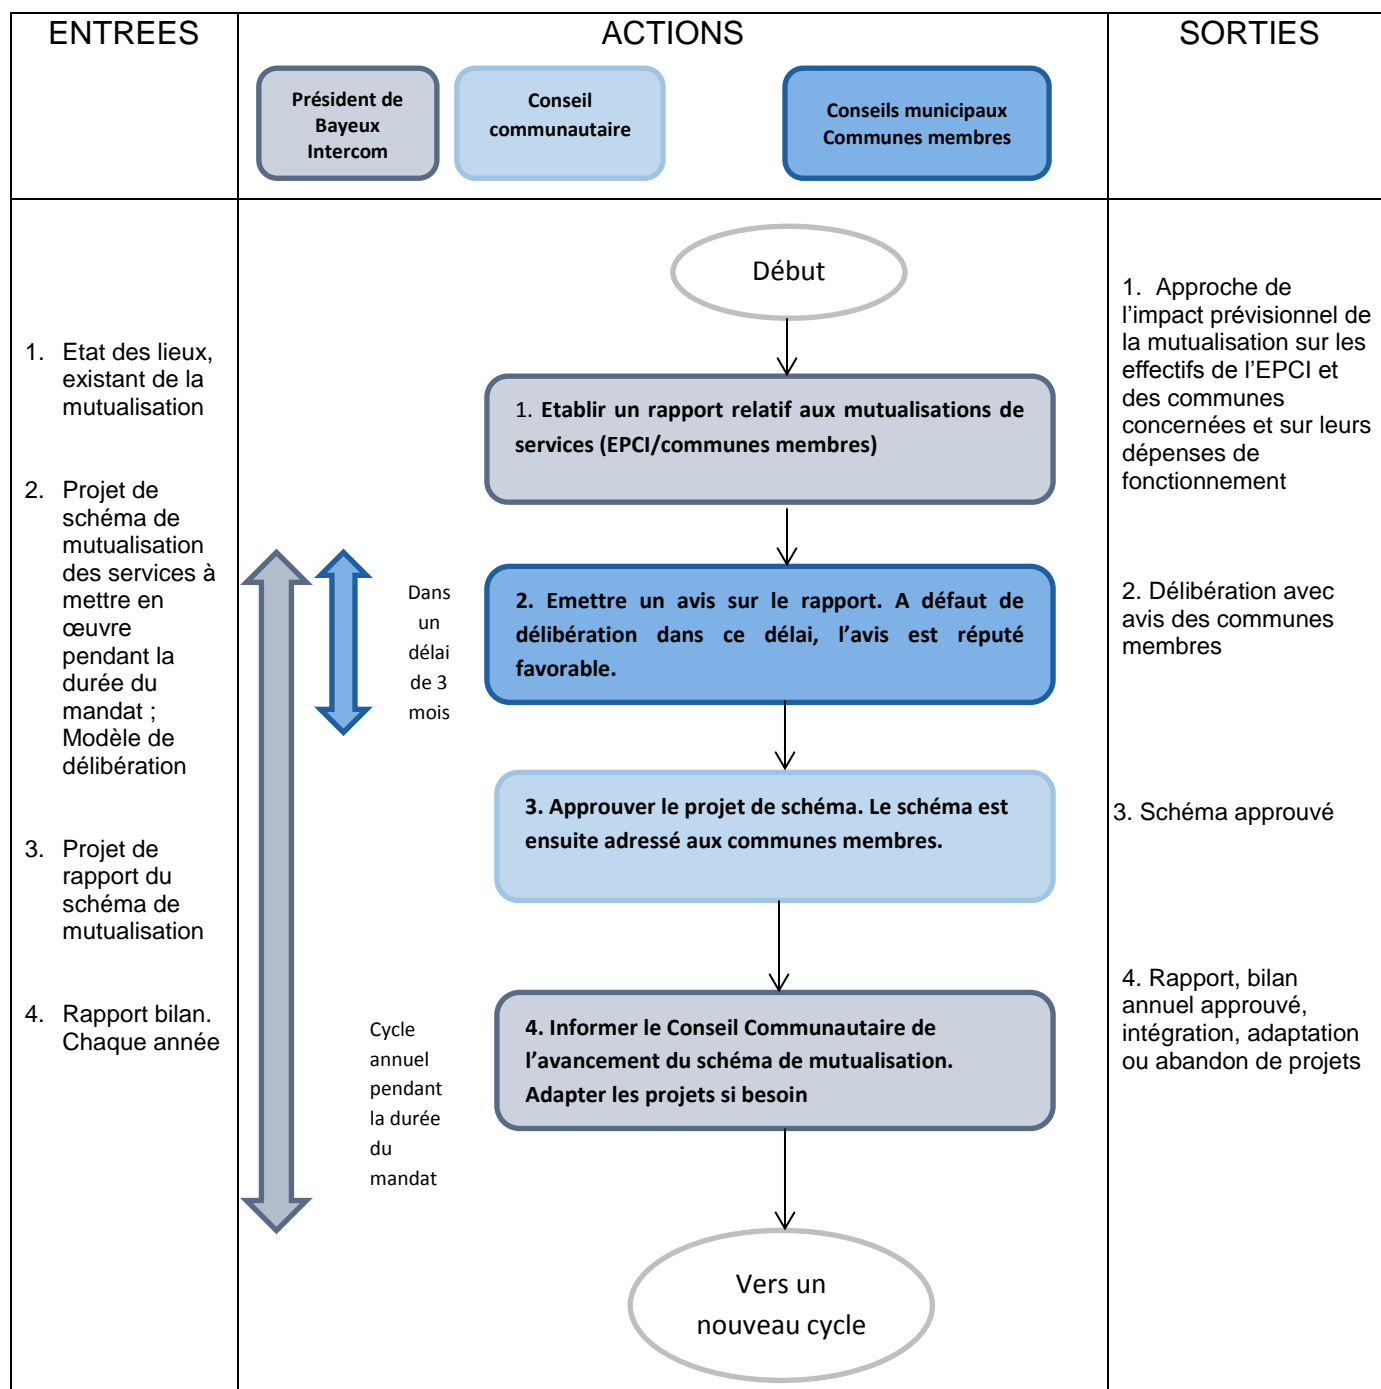 ENTREES
ACTIONS
SORTIES
Président de
Bayeux
Intercom
Conseil
communautaire
Conseils municipaux
Communes membres
1. Etat des lieux,
existant de la
mutualisation
2. Projet de
schéma de
mutualisation
des services à
mettre en
œuvre
pendant la
durée du
mandat ;
Modèle de
délibération
3. Projet de
rapport du
schéma de
mutualisation
4. Rapport bilan.
Chaque année
Début
1. Etablir un rapport relatif aux mutualisations de
services (EPCI/communes membres)
Dans
un
délai
de 3
mois
2. Emettre un avis sur le rapport. A défaut de
délibération dans ce délai, l’avis est réputé
favorable.
3. Approuver le projet de schéma. Le schéma est
ensuite adressé aux communes membres.
Cycle
annuel
pendant
la durée
du
mandat
4. Informer le Conseil Communautaire de
l’avancement du schéma de mutualisation.
Adapter les projets si besoin
Vers un
nouveau cycle
1. Approche de
l’impact prévisionnel de
la mutualisation sur les
effectifs de l’EPCI et
des communes
concernées et sur leurs
dépenses de
fonctionnement
2. Délibération avec
avis des communes
membres
3. Schéma approuvé
4. Rapport, bilan
annuel approuvé,
intégration, adaptation
ou abandon de projets